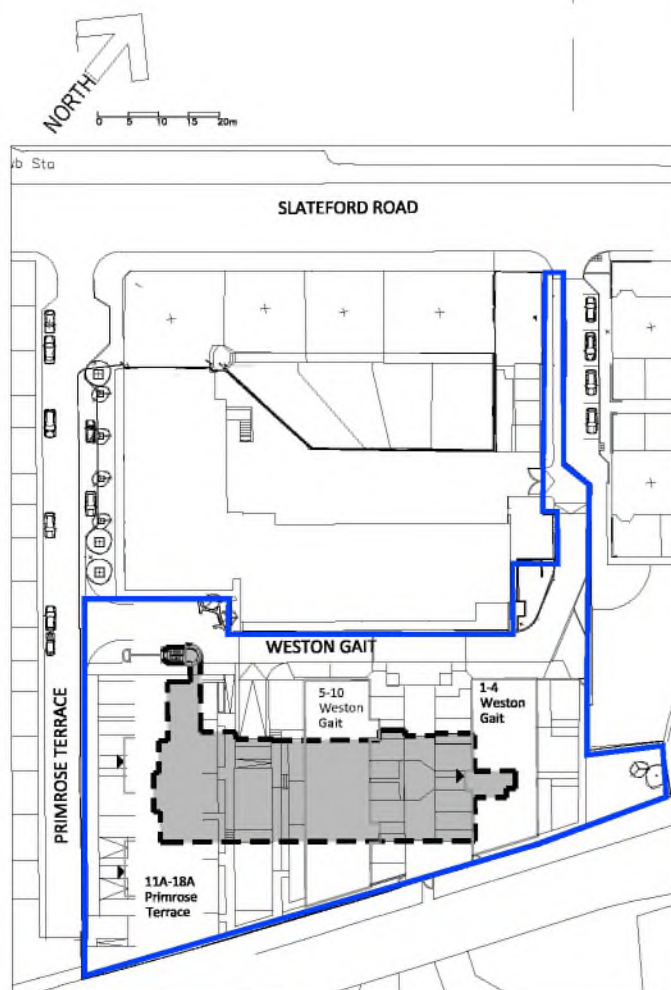 NORTH
0 5 10 15 20m
ub Sta
SLATEFORD ROAD
WESTON GAIT
5-10
Weston
Gait
1-4
Weston
Gait
PRIMROSE TERRACE
11A-18A
Primrose
Terrace